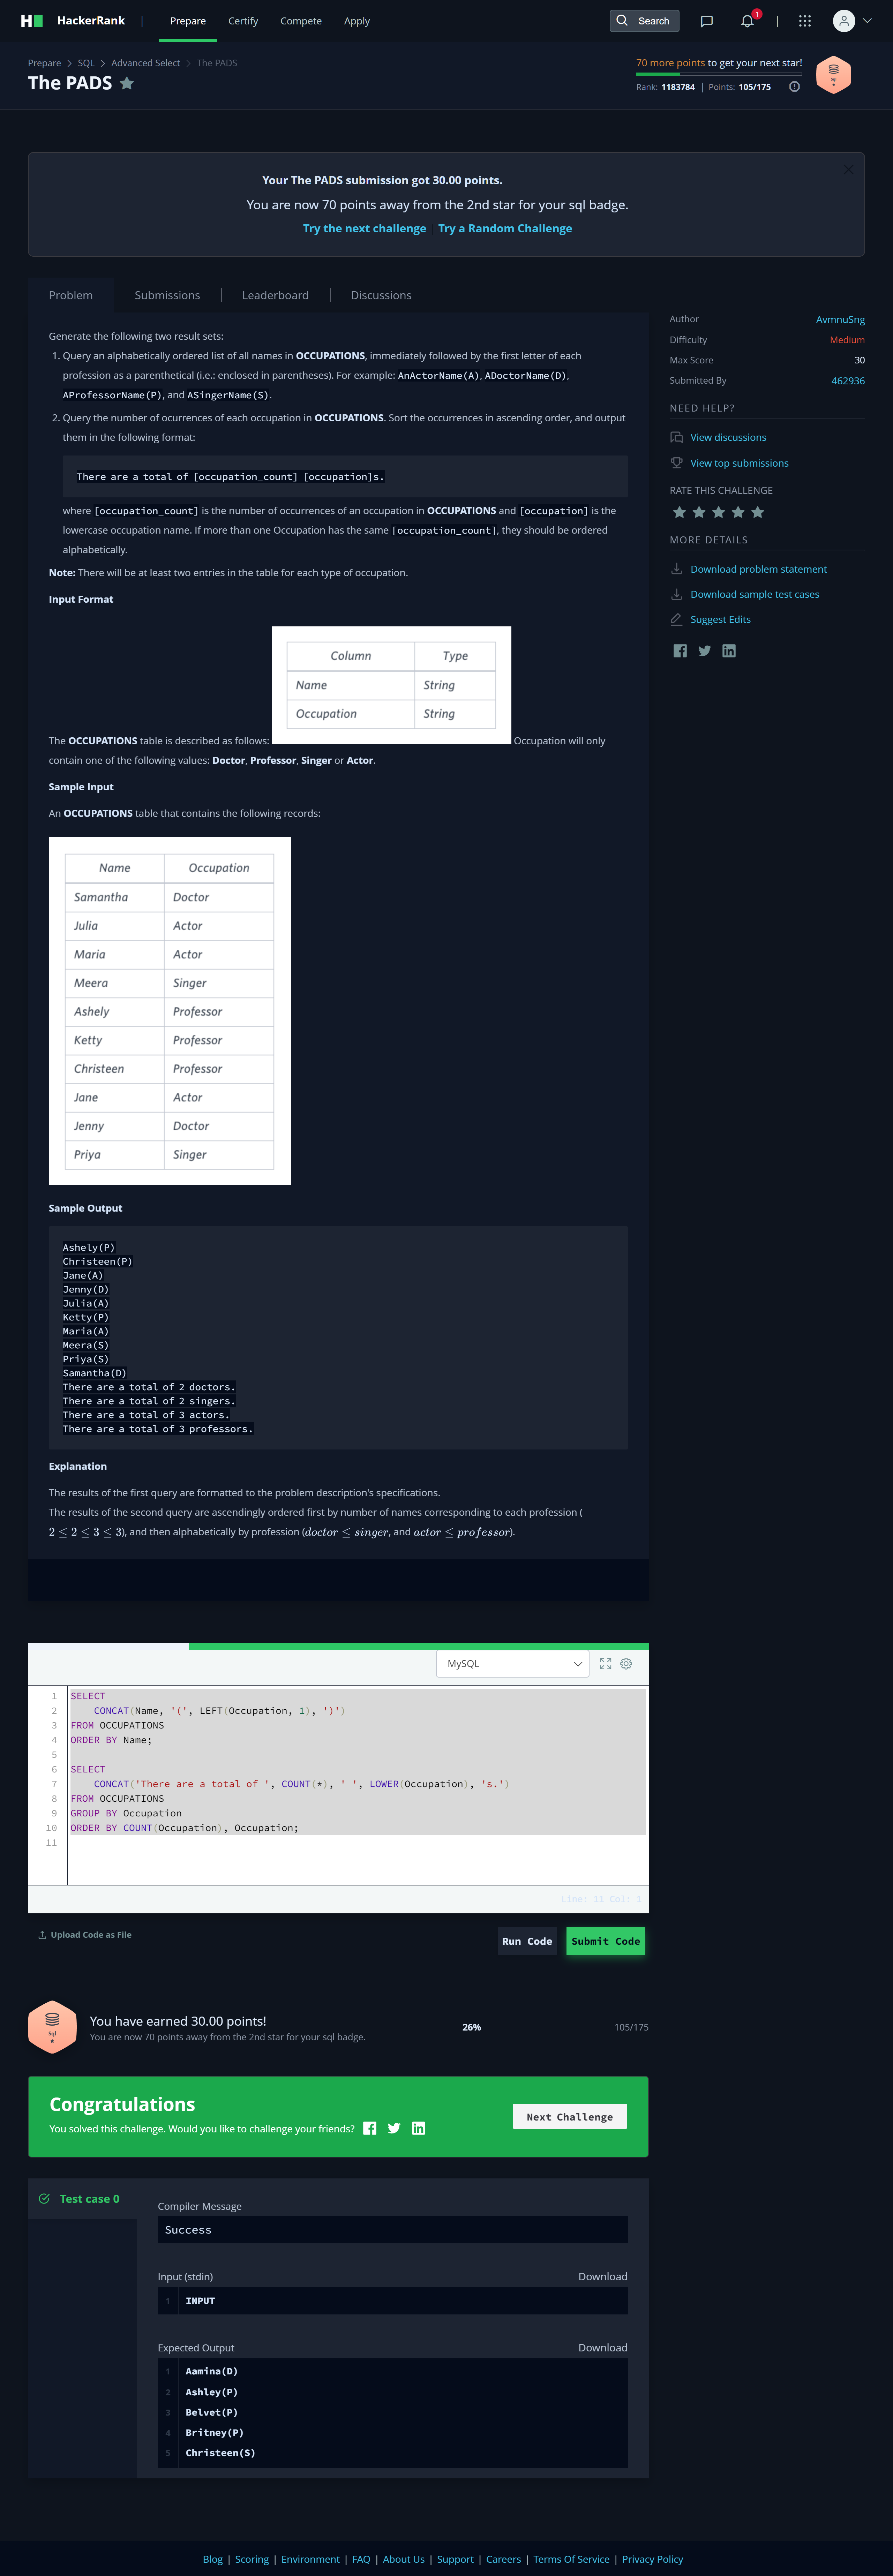 HackerRank | Prepare Certify Compete Apply Search 1 |
Prepare > SQL > Advanced Select > The PADS
The PADS
70 more points to get your next star!
Rank: 1183784 | Points: 105/175
Sql
Your The PADS submission got 30.00 points.
You are now 70 points away from the 2nd star for your sql badge.
Try the next challenge | Try a Random Challenge
Problem Submissions Leaderboard Discussions
Generate the following two result sets:
1. Query an alphabetically ordered list of all names in OCCUPATIONS, immediately followed by the first letter of each
profession as a parenthetical (i.e.: enclosed in parentheses). For example: AnActorName(A), ADoctorName(D),
AProfessorName(P), and ASingerName(S).
2. Query the number of ocurrences of each occupation in OCCUPATIONS. Sort the occurrences in ascending order, and output
them in the following format:
There are a total of [occupation_count] [occupation]s.
where [occupation_count] is the number of occurrences of an occupation in OCCUPATIONS and [occupation] is the
lowercase occupation name. If more than one Occupation has the same [occupation_count], they should be ordered
alphabetically.
Note: There will be at least two entries in the table for each type of occupation.
Input Format
Column Type
Name String
Occupation String
The OCCUPATIONS table is described as follows: Occupation will only
contain one of the following values: Doctor, Professor, Singer or Actor.
Sample Input
An OCCUPATIONS table that contains the following records:
Name Occupation
Samantha Doctor
Julia Actor
Maria Actor
Meera Singer
Ashely Professor
Ketty Professor
Christeen Professor
Jane Actor
Jenny Doctor
Priya Singer
Sample Output
Ashely(P)
Christeen(P)
Jane(A)
Jenny(D)
Julia(A)
Ketty(P)
Maria(A)
Meera(S)
Priya(S)
Samantha(D)
There are a total of 2 doctors.
There are a total of 2 singers.
There are a total of 3 actors.
There are a total of 3 professors.
Explanation
The results of the first query are formatted to the problem description's specifications.
The results of the second query are ascendingly ordered first by number of names corresponding to each profession (
2 ≤ 2 ≤ 3 ≤ 3), and then alphabetically by profession (doctor ≤ singer, and actor ≤ professor).
Author AvmnuSng
Difficulty Medium
Max Score 30
Submitted By 462936
NEED HELP?
View discussions
View top submissions
RATE THIS CHALLENGE
MORE DETAILS
Download problem statement
Download sample test cases
Suggest Edits
MySQL
1 SELECT
2 CONCAT(Name, '(', LEFT(Occupation, 1), ')')
3 FROM OCCUPATIONS
4 ORDER BY Name;
5
6 SELECT
7 CONCAT('There are a total of ', COUNT(*), ' ', LOWER(Occupation), 's.')
8 FROM OCCUPATIONS
9 GROUP BY Occupation
10 ORDER BY COUNT(Occupation), Occupation;
11
Line: 11 Col: 1
Upload Code as File
Run Code Submit Code
Sql
You have earned 30.00 points!
You are now 70 points away from the 2nd star for your sql badge.
26% 105/175
Congratulations
You solved this challenge. Would you like to challenge your friends?
Next Challenge
Test case 0
Compiler Message
Success
Input (stdin) Download
1 INPUT
Expected Output Download
1 Aamina(D)
2 Ashley(P)
3 Belvet(P)
4 Britney(P)
5 Christeen(S)
Blog | Scoring | Environment | FAQ | About Us | Support | Careers | Terms Of Service | Privacy Policy